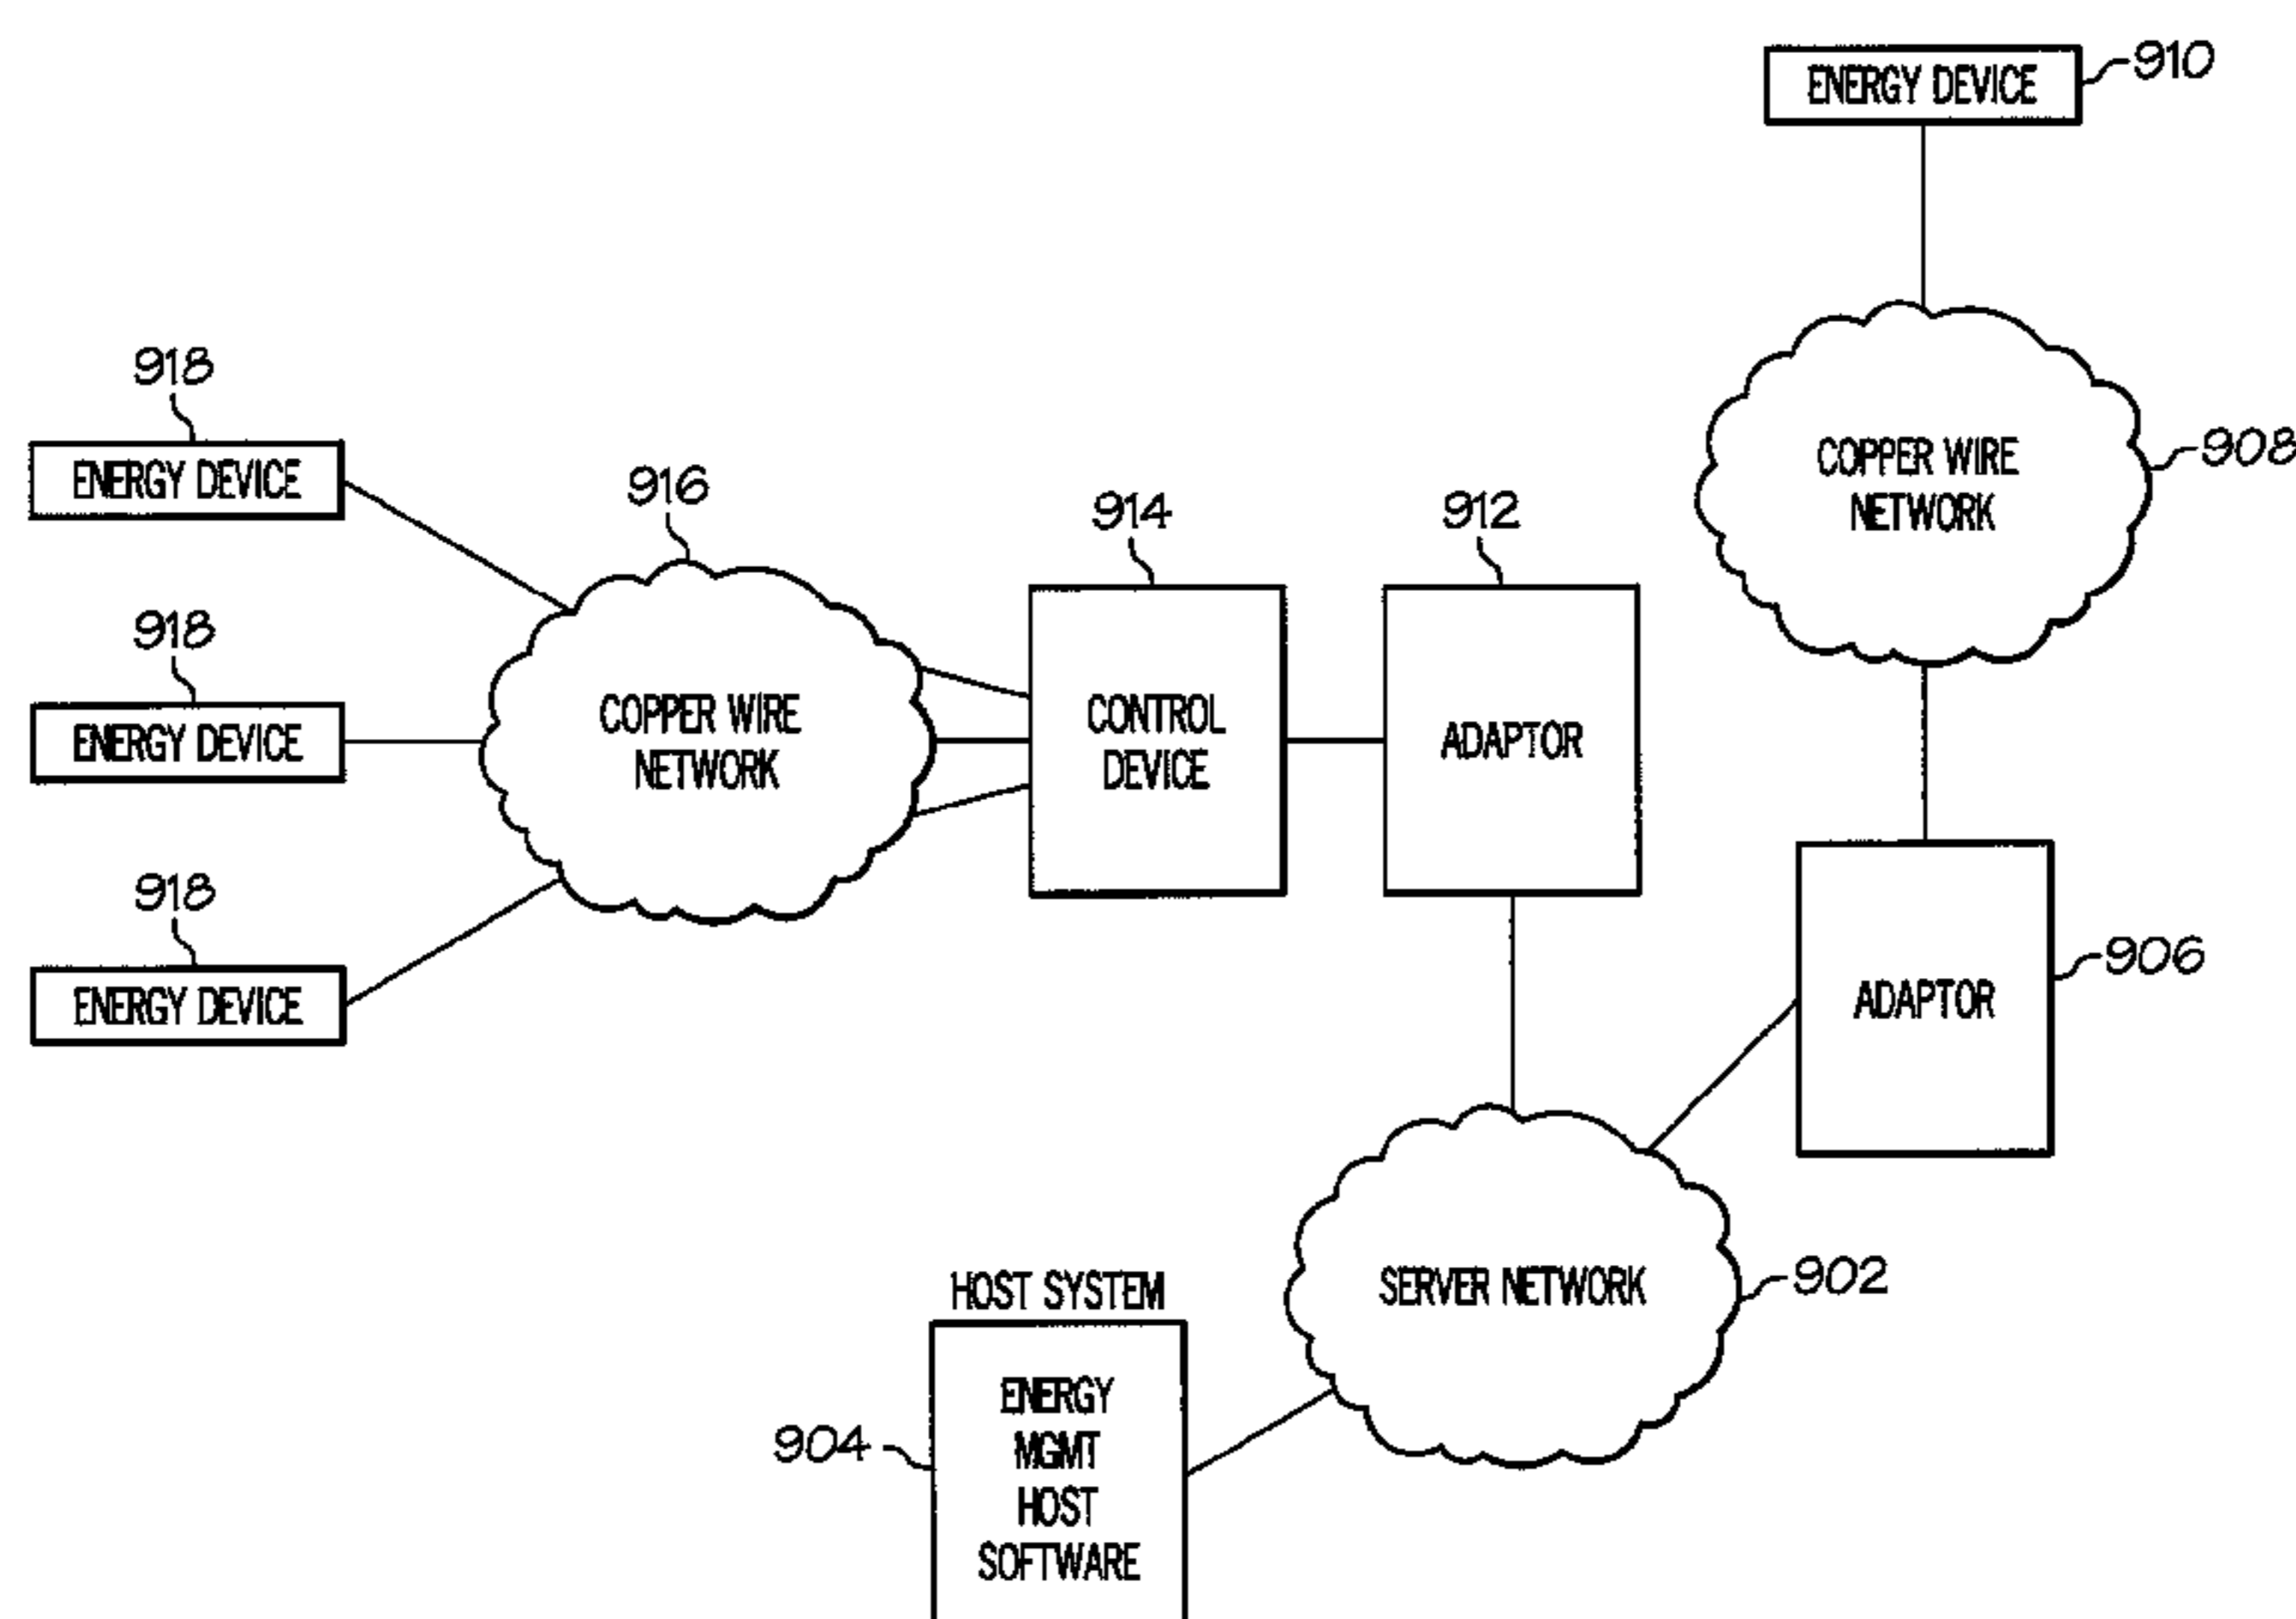 910
ENERGY DEVICE
908
COPPER WIRE
NETWORK
918
ENERGY DEVICE
916
914
912
918
COPPER WIRE
NETWORK
CONTROL
DEVICE
ADAPTOR
ENERGY DEVICE
918
ENERGY DEVICE
906
ADAPTOR
902
SERVER NETWORK
HOST SYSTEM
904
ENERGY
MGMT
HOST
SOFTWARE